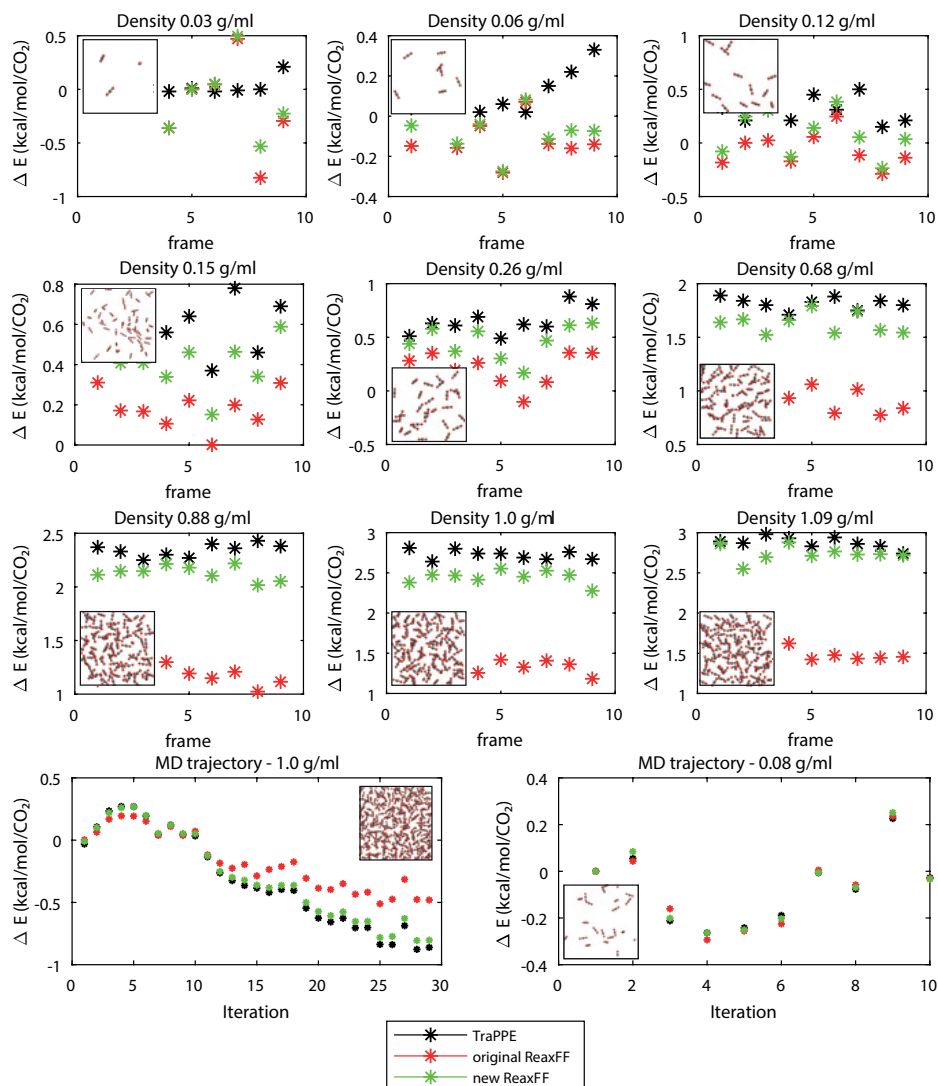 Density 0.03 g/ml
Δ E (kcal/mol/CO₂)
0.5
0
-0.5
-1
0 5 10
frame
Density 0.06 g/ml
Δ E (kcal/mol/CO₂)
0.4
0.2
0
-0.2
-0.4
0 5 10
frame
Density 0.12 g/ml
Δ E (kcal/mol/CO₂)
1
0.5
0
-0.5
0 5 10
frame
Density 0.15 g/ml
Δ E (kcal/mol/CO₂)
0.8
0.6
0.4
0.2
0
0 5 10
frame
Density 0.26 g/ml
Δ E (kcal/mol/CO₂)
1
0.5
0
-0.5
0 5 10
frame
Density 0.68 g/ml
Δ E (kcal/mol/CO₂)
2
1.5
1
0.5
0 5 10
frame
Density 0.88 g/ml
Δ E (kcal/mol/CO₂)
2.5
2
1.5
1
0 5 10
frame
Density 1.0 g/ml
Δ E (kcal/mol/CO₂)
3
2.5
2
1.5
1
0 5 10
frame
Density 1.09 g/ml
Δ E (kcal/mol/CO₂)
3
2.5
2
1.5
1
0 5 10
frame
MD trajectory - 1.0 g/ml
Δ E (kcal/mol/CO₂)
0.5
0
-0.5
-1
0 5 10 15 20 25 30
Iteration
MD trajectory - 0.08 g/ml
Δ E (kcal/mol/CO₂)
0.4
0.2
0
-0.2
-0.4
0 2 4 6 8 10
Iteration
TraPPE
original ReaxFF
new ReaxFF